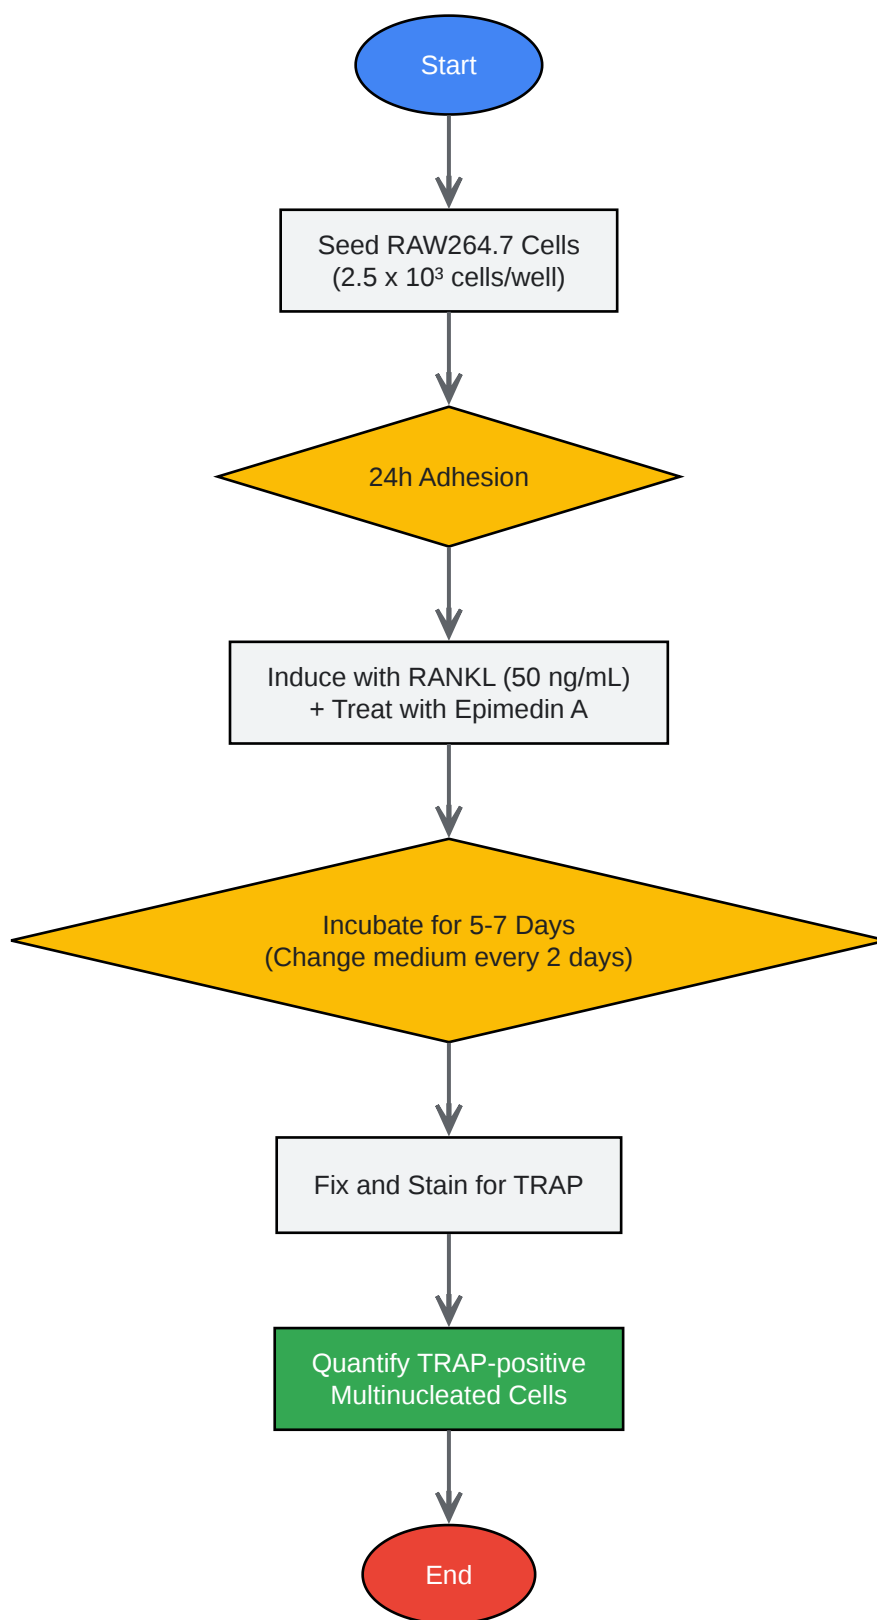 Start
Seed RAW264.7 Cells
(2.5 x 10³ cells/well)
24h Adhesion
Induce with RANKL (50 ng/mL)
+ Treat with Epimedin A
Incubate for 5-7 Days
(Change medium every 2 days)
Fix and Stain for TRAP
Quantify TRAP-positive
Multinucleated Cells
End